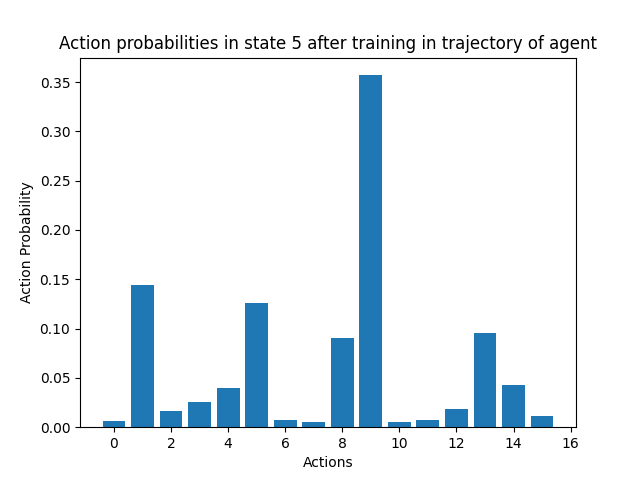 Action probabilities in state 5 after training in trajectory of agent
0.35
0.30
0.25
0.20
0.15
0.10
0.05
0.00
Action Probability
0 2 4 6 8 10 12 14 16
Actions